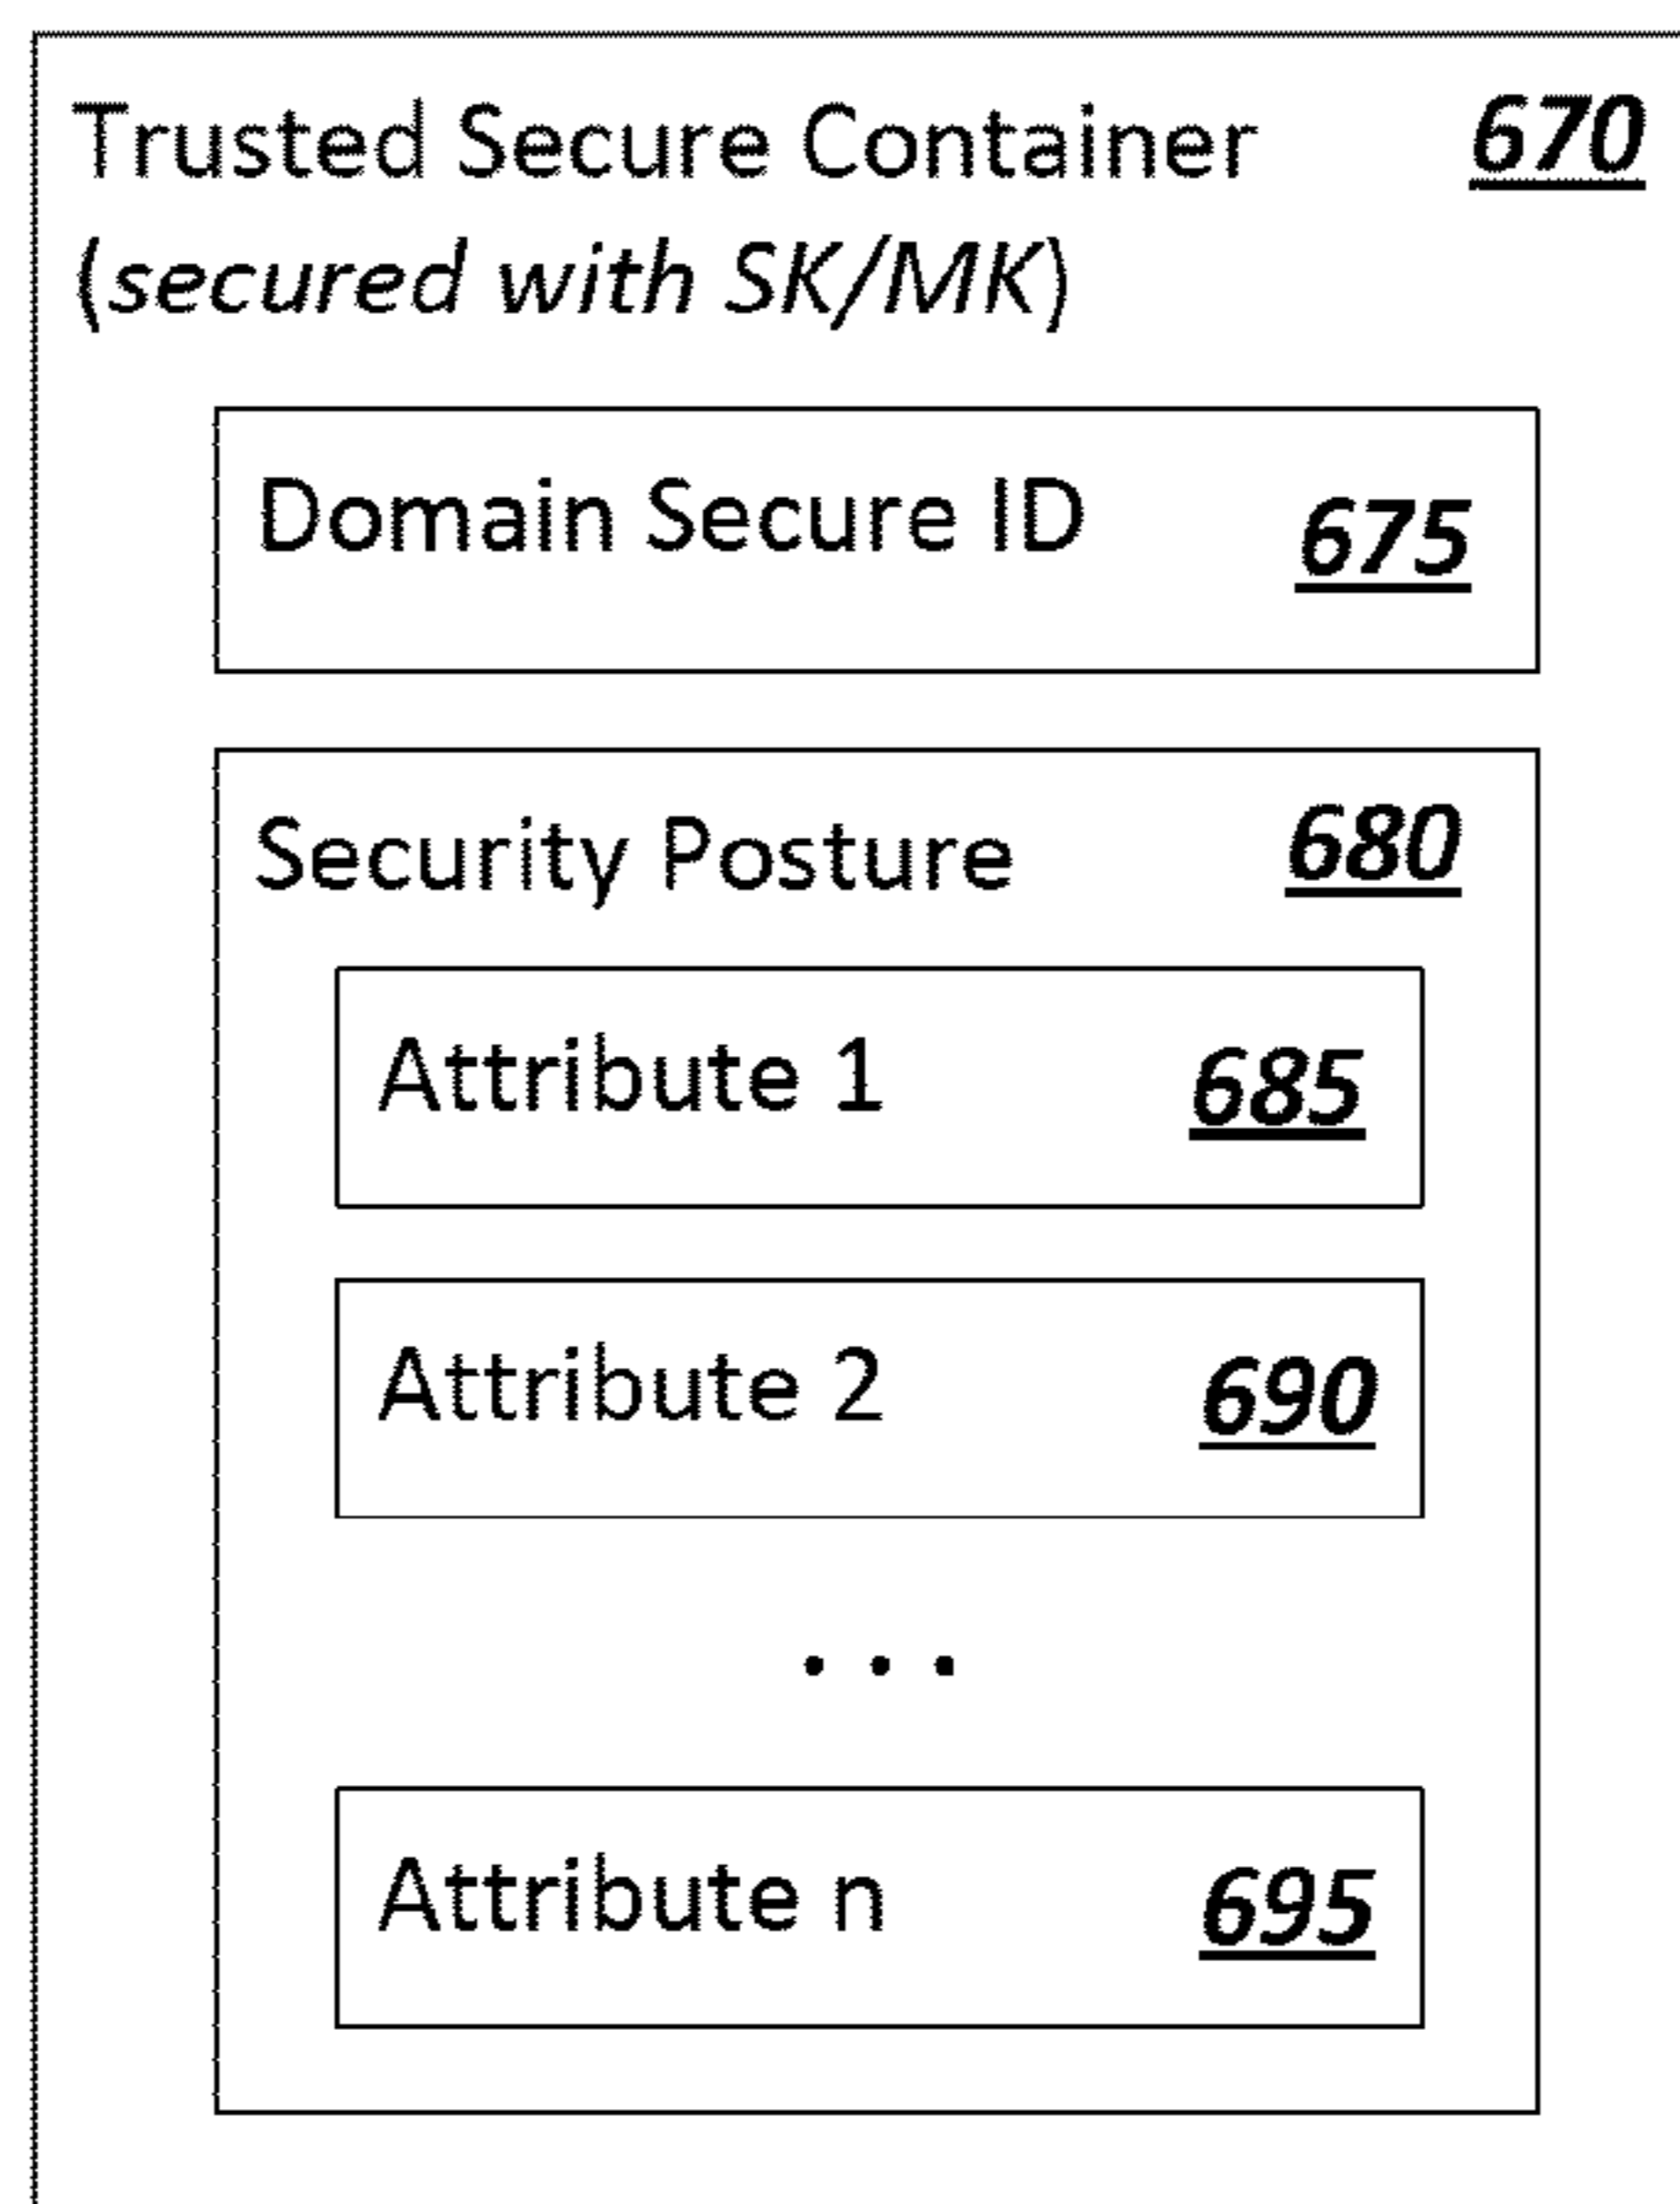 Trusted Secure Container 670
(secured with SK/MK)
Domain Secure ID 675
Security Posture 680
Attribute 1 685
Attribute 2 690
. . .
Attribute n 695